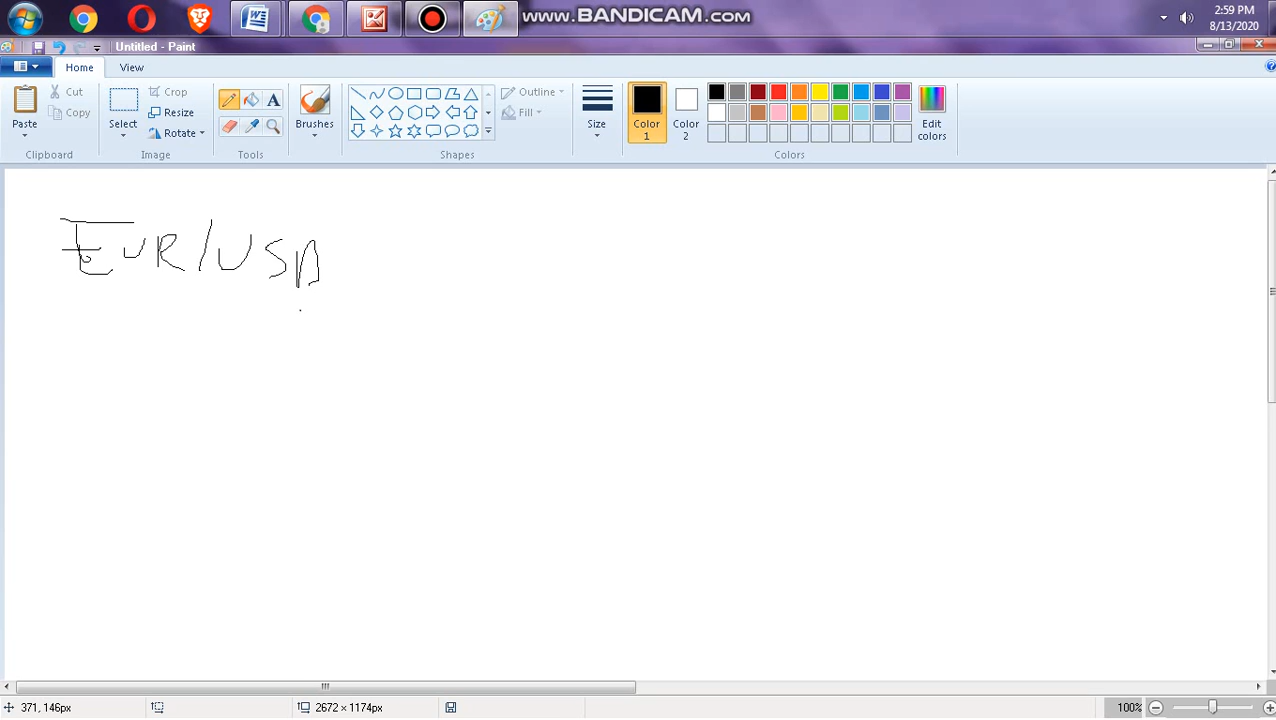 www.BANDICAM.com
2:59 PM
8/13/2020
Untitled - Paint
Home
View
Paste
Cut
Copy
Clipboard
Select
Crop
Resize
Rotate
Image
A
Tools
Brushes
Outline
Fill
Shapes
Size
Color 1
Color 2
Edit colors
Colors
EUR/USD
371, 146px
2672 × 1174px
100%